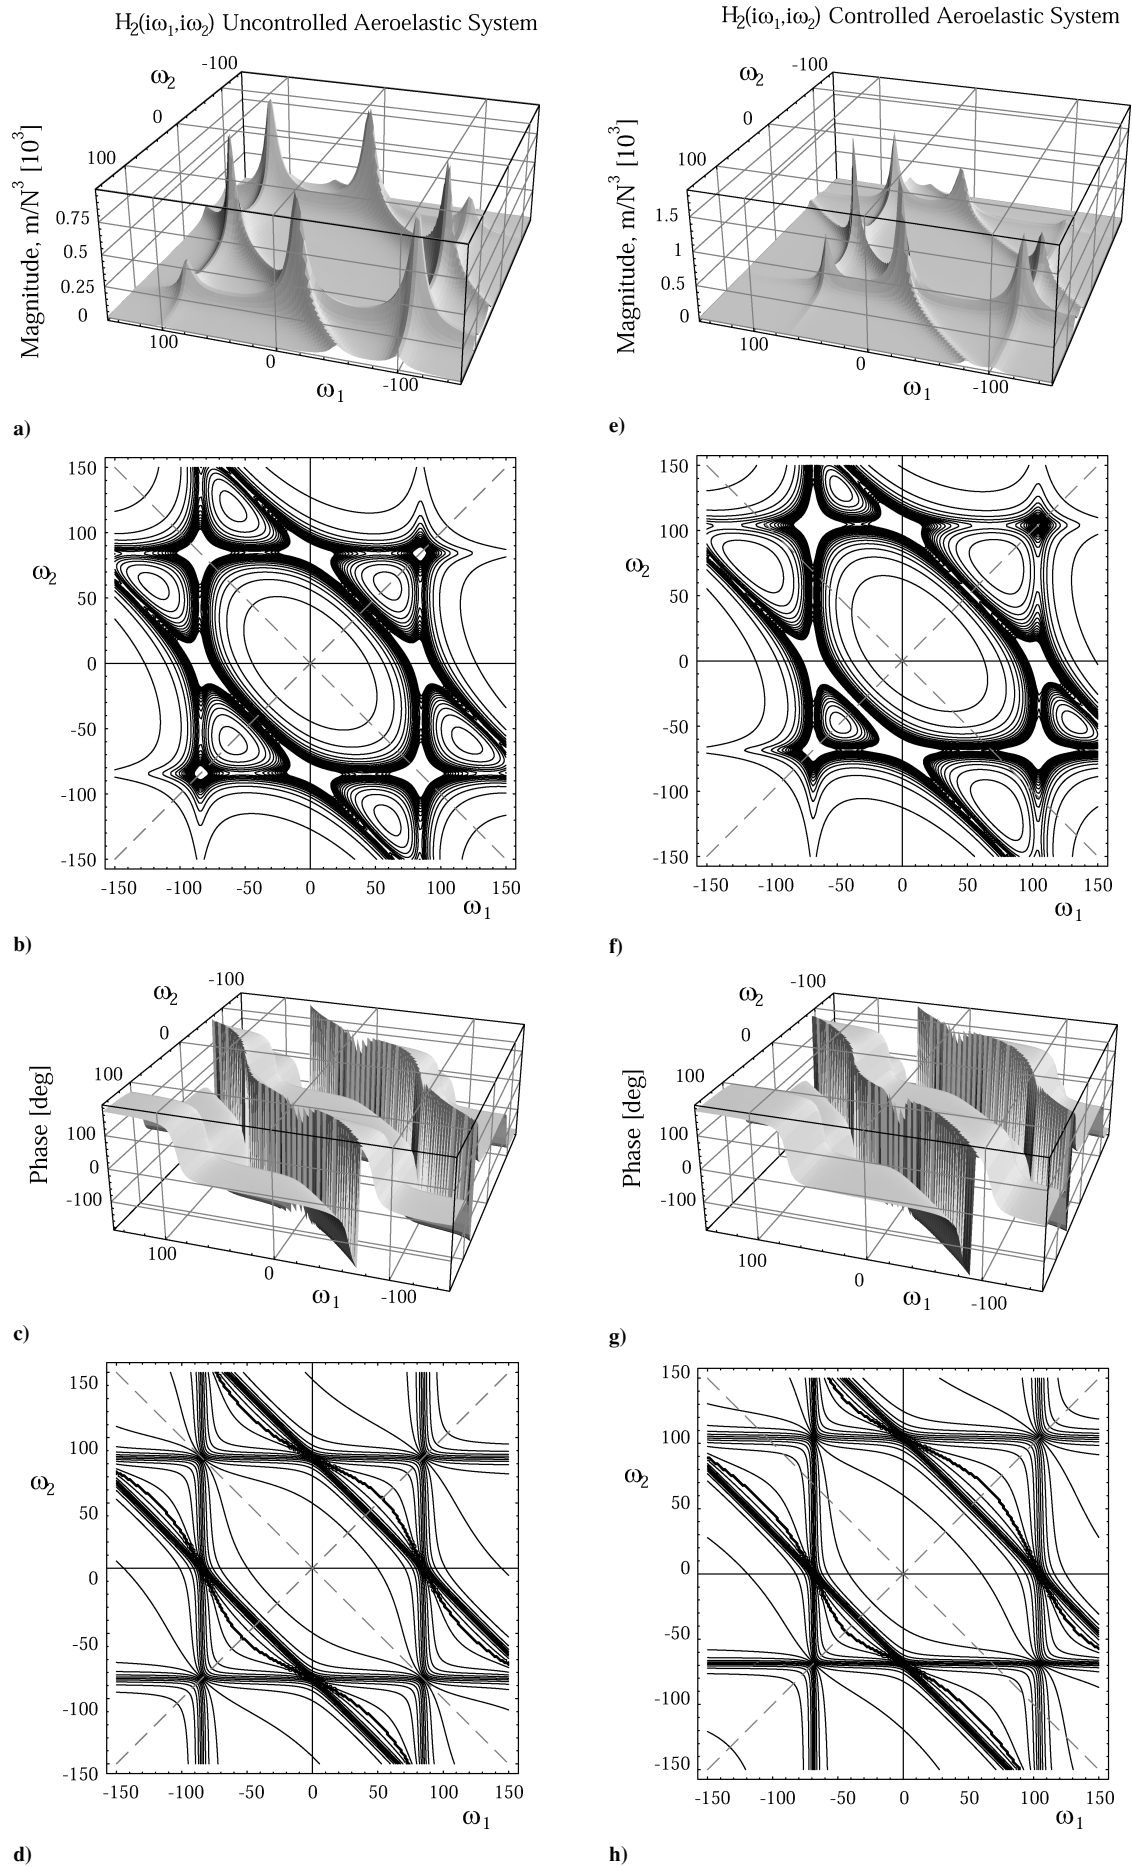 H2(iω1,iω2) Uncontrolled Aeroelastic System
H2(iω1,iω2) Controlled Aeroelastic System
ω2
-100
0
100
Magnitude, m/N³ [10³]
0.75
0.5
0.25
0
100
0
-100
ω1
a)
ω2
-100
0
100
Magnitude, m/N³ [10³]
1.5
1
0.5
0
100
0
-100
ω1
e)
150
100
ω2
50
0
-50
-100
-150
-150 -100 -50 0 50 100 150
ω1
b)
150
100
ω2
50
0
-50
-100
-150
-150 -100 -50 0 50 100 150
ω1
f)
ω2
-100
0
100
Phase [deg]
100
0
-100
100
0
-100
ω1
c)
ω2
-100
0
100
Phase [deg]
100
0
-100
100
0
-100
ω1
g)
150
100
ω2
50
0
-50
-100
-150
-150 -100 -50 0 50 100 150
ω1
d)
150
100
ω2
50
0
-50
-100
-150
-150 -100 -50 0 50 100 150
ω1
h)